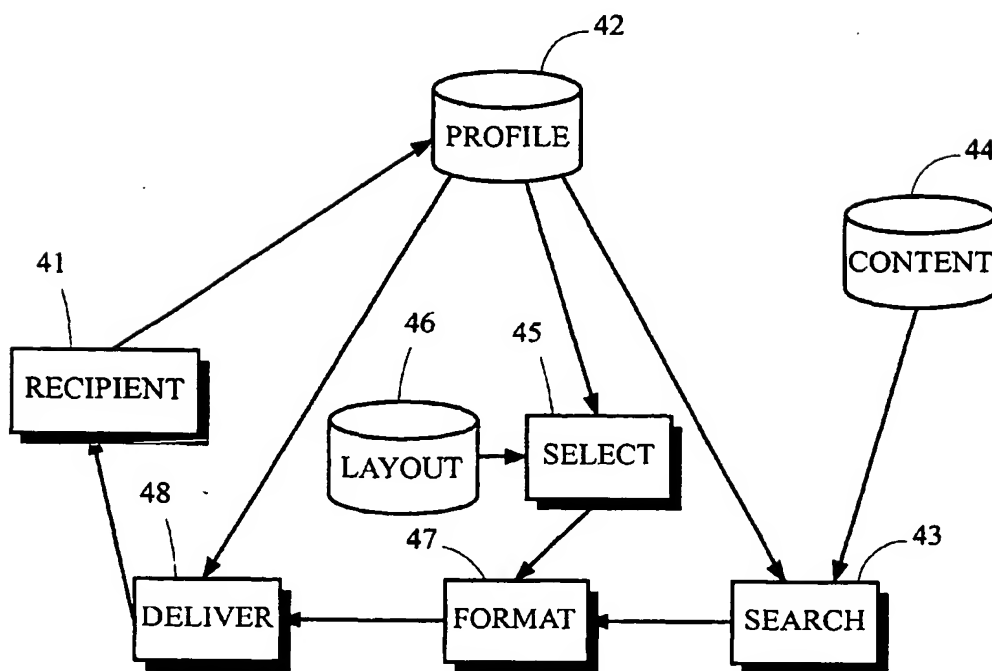 42
PROFILE
44
CONTENT
41
RECIPIENT
46
45
LAYOUT
SELECT
48
47
43
DELIVER
FORMAT
SEARCH